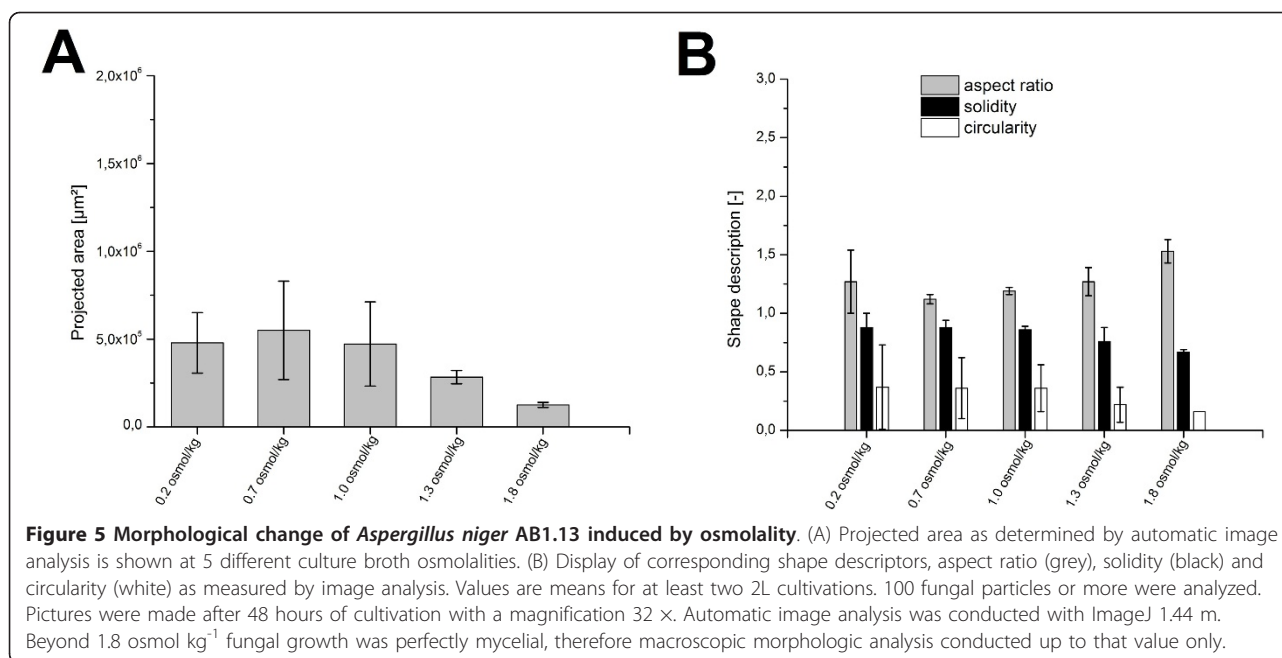 A
2,0x10⁶
1,5x10⁶
1,0x10⁶
5,0x10⁵
0,0
Projected area [µm²]
0.2 osmol/kg
0.7 osmol/kg
1.0 osmol/kg
1.3 osmol/kg
1.8 osmol/kg
B
aspect ratio
solidity
circularity
3,0
2,5
2,0
1,5
1,0
0,5
0,0
Shape description [-]
0.2 osmol/kg
0.7 osmol/kg
1.0 osmol/kg
1.3 osmol/kg
1.8 osmol/kg
Figure 5 Morphological change of Aspergillus niger AB1.13 induced by osmolality. (A) Projected area as determined by automatic image
analysis is shown at 5 different culture broth osmolalities. (B) Display of corresponding shape descriptors, aspect ratio (grey), solidity (black) and
circularity (white) as measured by image analysis. Values are means for at least two 2L cultivations. 100 fungal particles or more were analyzed.
Pictures were made after 48 hours of cultivation with a magnification 32 ×. Automatic image analysis was conducted with ImageJ 1.44 m.
Beyond 1.8 osmol kg⁻¹ fungal growth was perfectly mycelial, therefore macroscopic morphologic analysis conducted up to that value only.